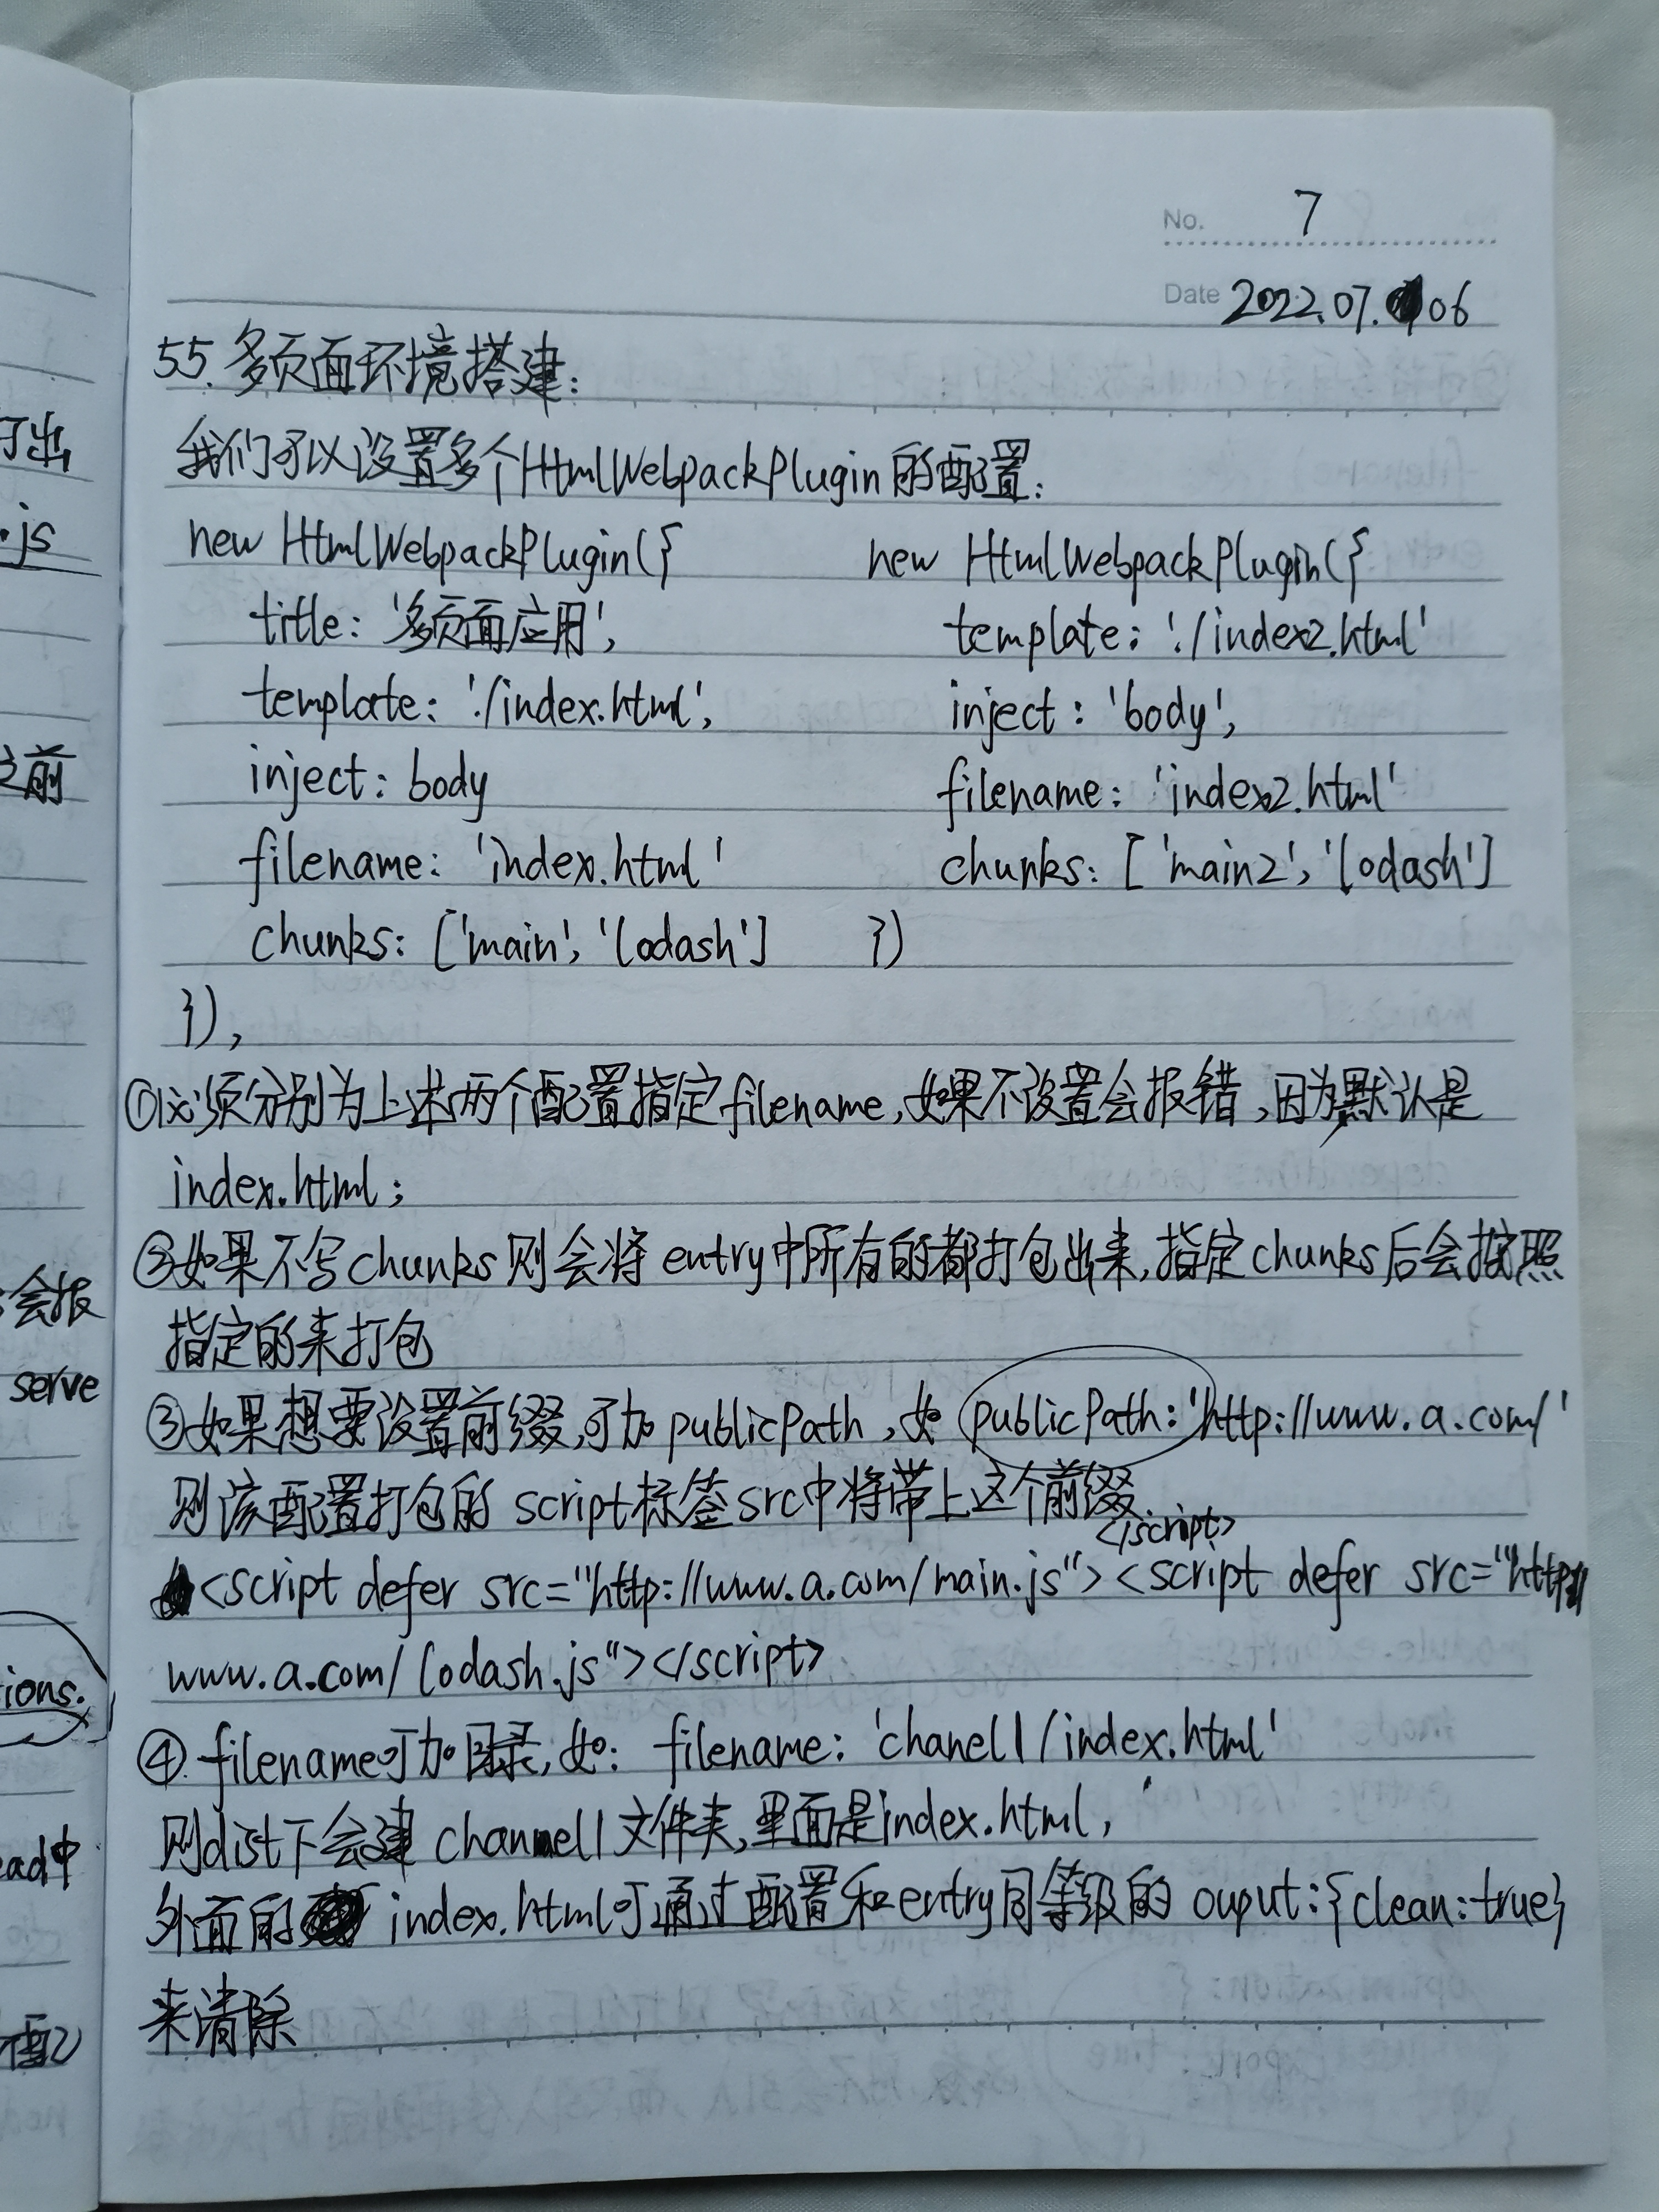 No. 7
Date 2022.07.06
55. 多页面环境搭建:
我们可以设置多个HtmlWebpackPlugin的配置:
new HtmlWebpackPlugin({
title: '多页面应用',
template: './index.html',
inject: body
filename: 'index.html'
chunks: ['main', 'lodash']
}),
new HtmlWebpackPlugin({
template: './index2.html'
inject: 'body',
filename: 'index2.html'
chunks: ['main2', 'lodash']
})
①必须分别为上述两个配置指定filename,如果不设置会报错,因为默认是
index.html;
②如果不写chunks则会将entry中所有的都打包出来,指定chunks后会按照
指定的来打包
③如果想要设置前缀,可加publicPath,如 publicPath: 'http://www.a.com/'
则该配置打包的script标签src中将带上这个前缀
<script defer src="http://www.a.com/main.js"></script><script defer src="http://
www.a.com/lodash.js"></script>
④.filename可加目录,如: filename: 'chanel1/index.html'
则dist下会建channel1文件夹,里面是index.html,
外面的index.html可通过配置和entry同等级的 ouput:{clean:true}
来清除
打出
.js
之前
会报
serve
ions.
ead中
配